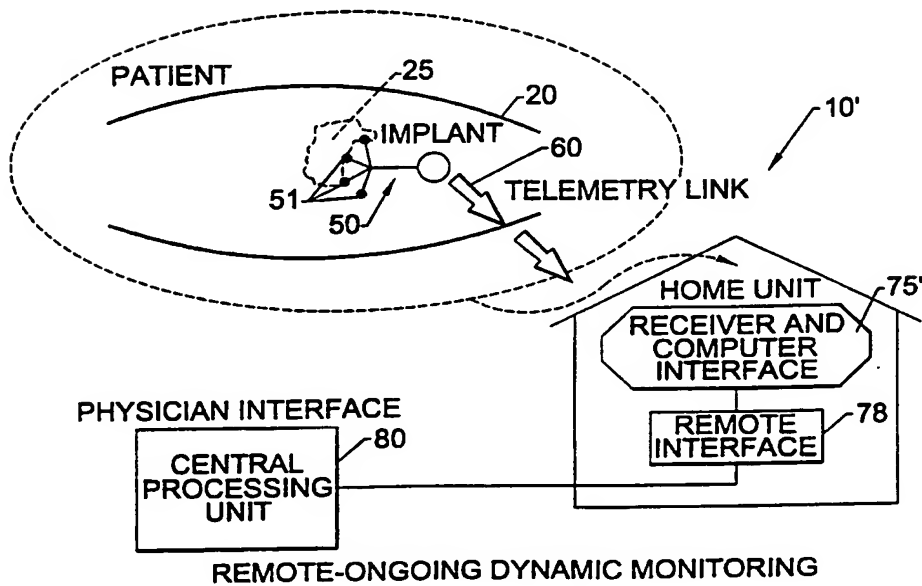 PATIENT
25
20
10'
IMPLANT
60
51
50
TELEMETRY LINK
HOME UNIT
75'
RECEIVER AND
COMPUTER
INTERFACE
PHYSICIAN INTERFACE
80
REMOTE
INTERFACE
78
CENTRAL
PROCESSING
UNIT
REMOTE-ONGOING DYNAMIC MONITORING